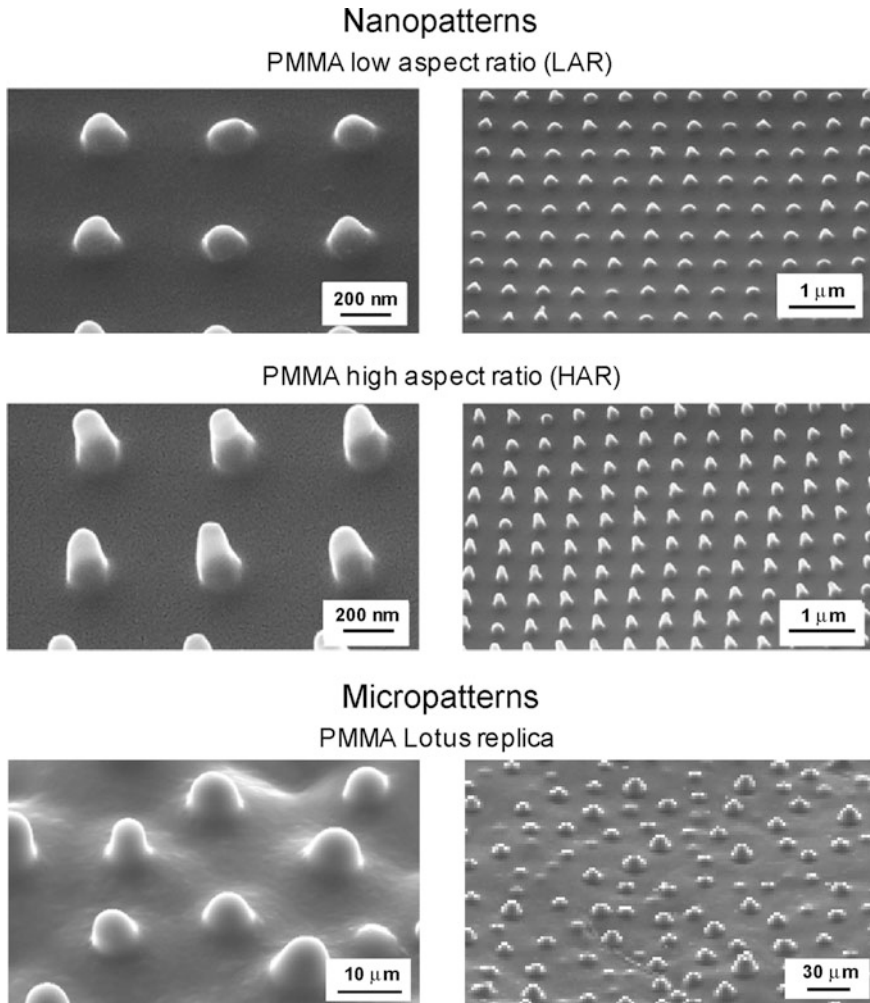 Nanopatterns
PMMA low aspect ratio (LAR)
200 nm
1 μm
PMMA high aspect ratio (HAR)
200 nm
1 μm
Micropatterns
PMMA Lotus replica
10 μm
30 μm